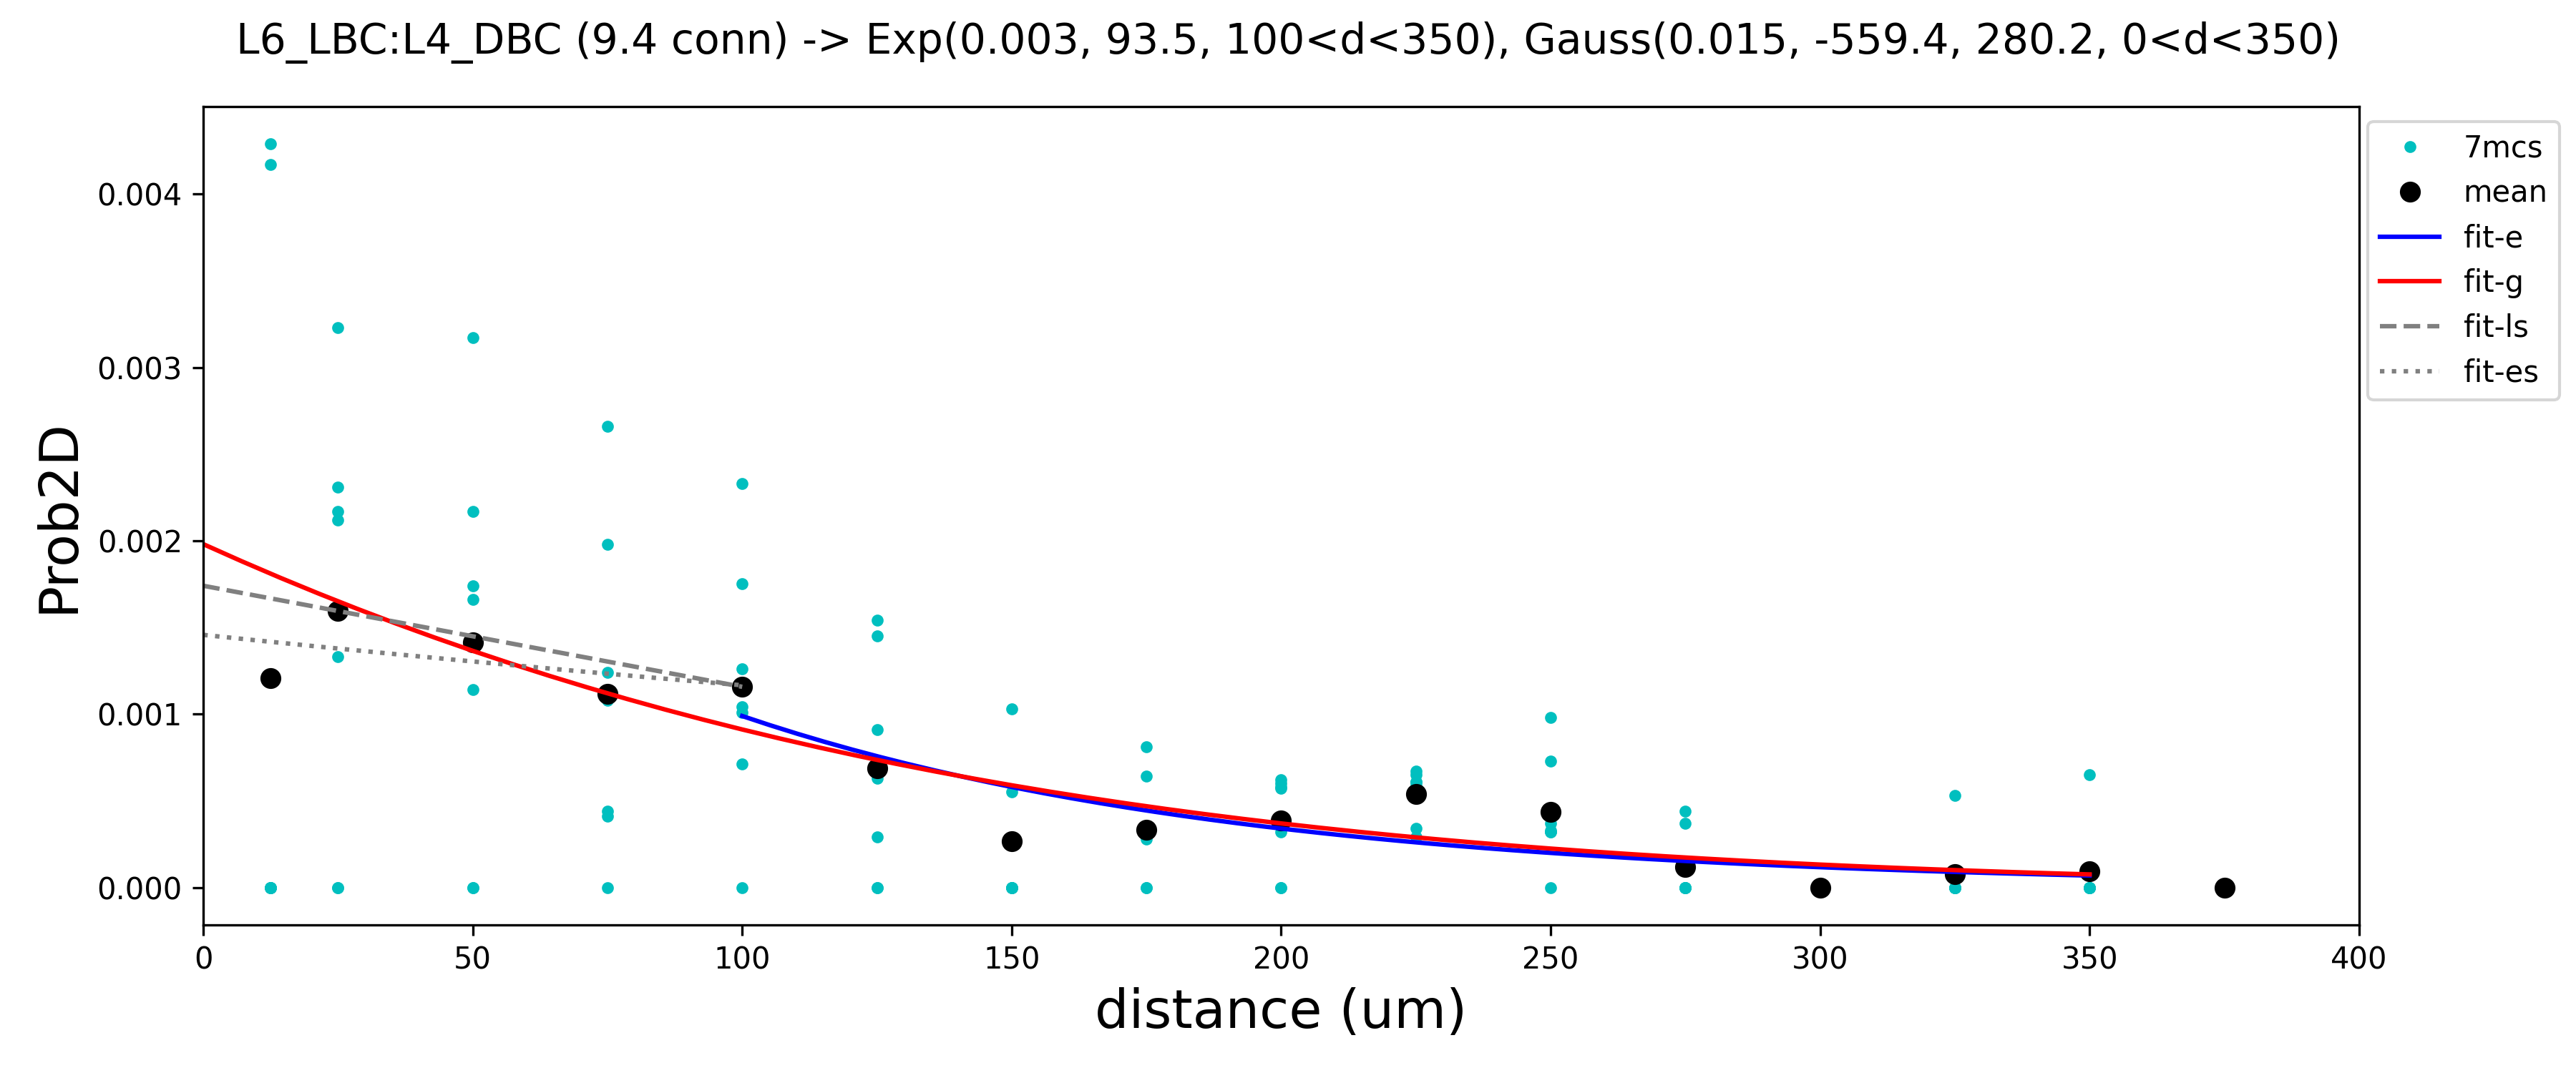 L6_LBC:L4_DBC (9.4 conn) -> Exp(0.003, 93.5, 100<d<350), Gauss(0.015, -559.4, 280.2, 0<d<350)
7mcs
mean
fit-e
fit-g
fit-ls
fit-es
Prob2D
0.004
0.003
0.002
0.001
0.000
0 50 100 150 200 250 300 350 400
distance (um)